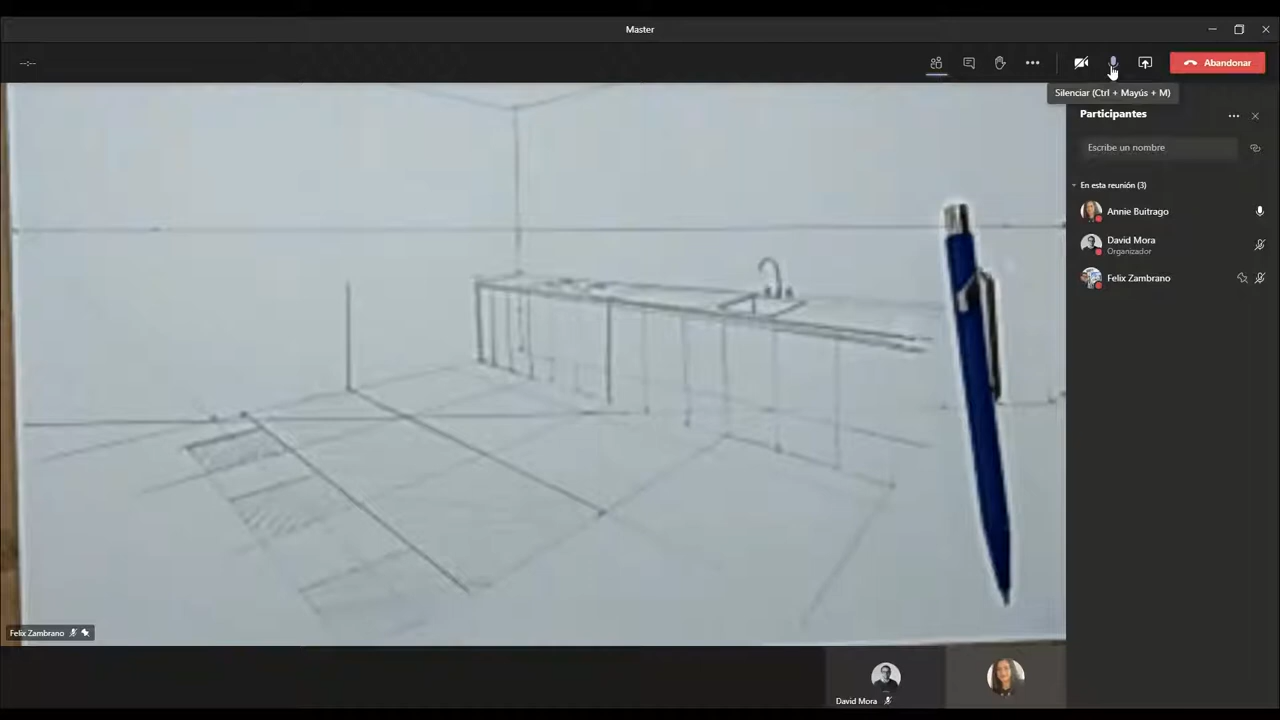 Master
--:--
Abandonar
Silenciar (Ctrl + Mayús + M)
Participantes
Escribe un nombre
En esta reunión (3)
Annie Buitrago
David Mora
Organizador
Felix Zambrano
Felix Zambrano
David Mora